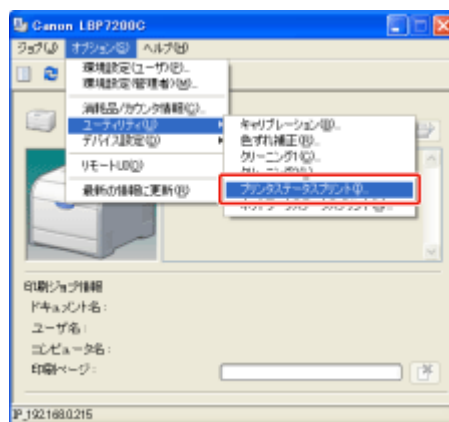 Canon LBP7200C
ジョブ(J) オプション(S) ヘルプ(H)
環境設定(ユーザ)(E)...
環境設定(管理者)(M)...
消耗品/カウンタ情報(C)...
ユーティリティ(U)
デバイス設定(D)
リモートUI(Q)
最新の情報に更新(R)
キャリブレーション(B)...
色ずれ補正(R)...
クリーニング1(C)...
プリンタステータスプリント(I)...
印刷ジョブ情報
ドキュメント名:
ユーザ名:
コンピュータ名:
印刷ページ:
IP_192.168.0.215